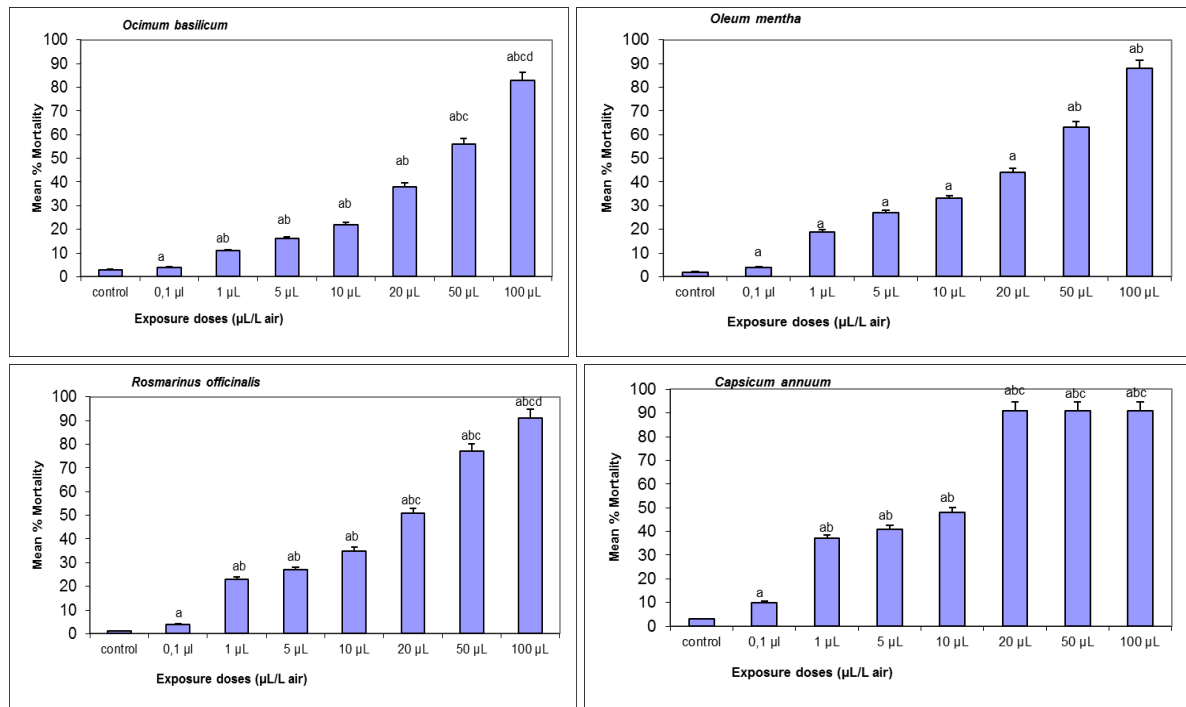 Ocimum basilicum
100
90
80
70
60
50
40
30
20
10
0
Mean % Mortality
a
ab
ab
ab
ab
abc
abcd
control 0,1 µl 1 µL 5 µL 10 µL 20 µL 50 µL 100 µL
Exposure doses (µL/L air)
Oleum mentha
100
90
80
70
60
50
40
30
20
10
0
Mean % Mortality
a
a
a
a
a
ab
ab
control 0,1 µl 1 µL 5 µL 10 µL 20 µL 50 µL 100 µL
Exposure doses (µL/L air)
Rosmarinus officinalis
100
90
80
70
60
50
40
30
20
10
0
Mean % Mortality
a
ab
ab
ab
abc
abc
abcd
control 0,1 µl 1 µL 5 µL 10 µL 20 µL 50 µL 100 µL
Exposure doses (µL/L air)
Capsicum annuum
100
90
80
70
60
50
40
30
20
10
0
Mean % Mortality
a
ab
ab
ab
abc
abc
abc
control 0,1 µl 1 µL 5 µL 10 µL 20 µL 50 µL 100 µL
Exposure doses (µL/L air)